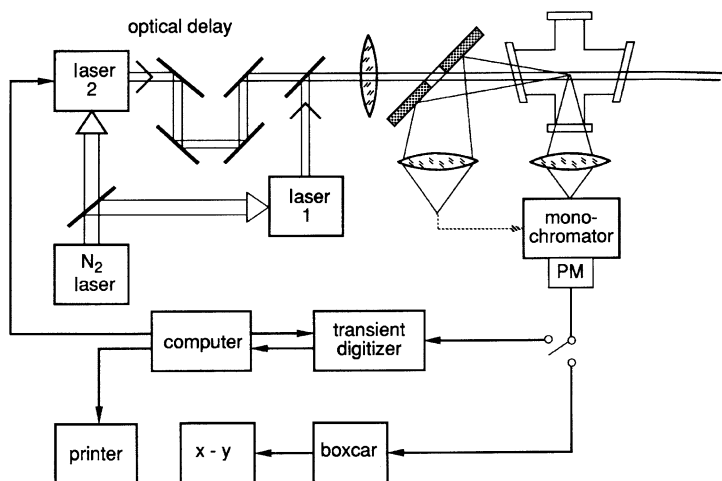 optical delay
laser
2
laser
1
N2
laser
mono-
chromator
PM
computer
transient
digitizer
printer
x - y
boxcar